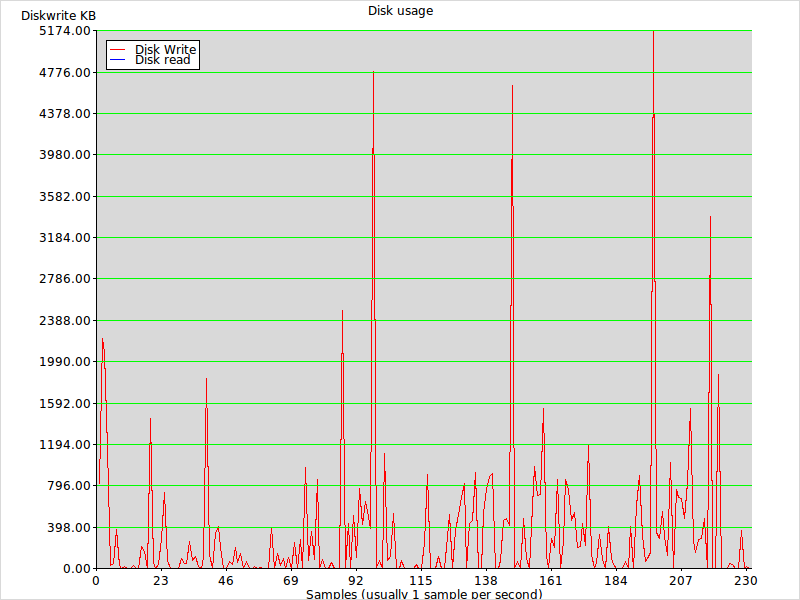 Disk usage
Diskwrite KB
5174.00
Disk Write
Disk read
4776.00
4378.00
3980.00
3582.00
3184.00
2786.00
2388.00
1990.00
1592.00
1194.00
796.00
398.00
0.00
0 23 46 69 92 115 138 161 184 207 230
Samples (usually 1 sample per second)